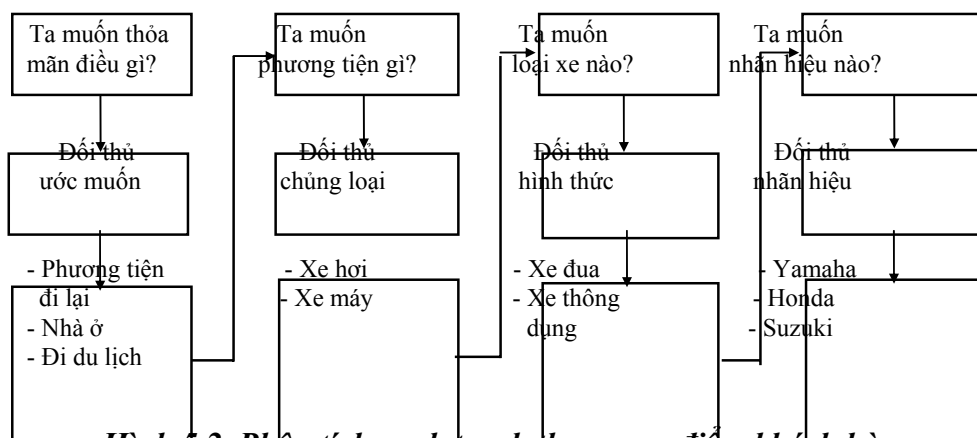 Ta muốn thỏa
mãn điều gì?
Ta muốn
phương tiện gì?
Ta muốn
loại xe nào?
Ta muốn
nhãn hiệu nào?
Đối thủ
ước muốn
Đối thủ
chủng loại
Đối thủ
hình thức
Đối thủ
nhãn hiệu
- Phương tiện
đi lại
- Nhà ở
- Đi du lịch
- Xe hơi
- Xe máy
- Xe đua
- Xe thông
dụng
- Yamaha
- Honda
- Suzuki